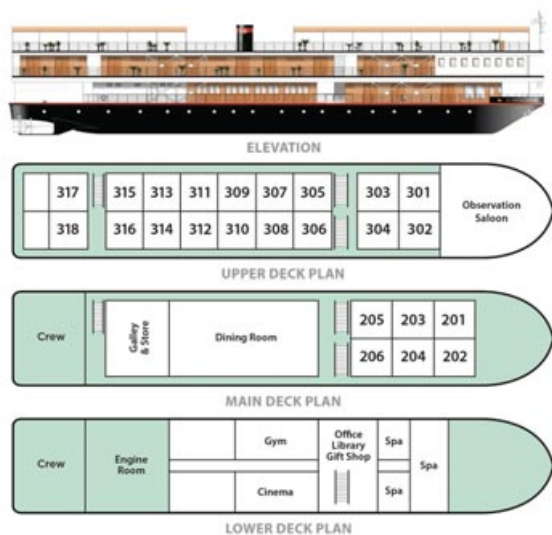 ELEVATION
317 315 313 311 309 307 305 303 301
Observation
Saloon
318 316 314 312 310 308 306 304 302
UPPER DECK PLAN
Crew
Galley
& Store
Dining Room
205 203 201
206 204 202
MAIN DECK PLAN
Crew
Engine
Room
Gym
Cinema
Office
Library
Gift Shop
Spa
Spa
Spa
LOWER DECK PLAN